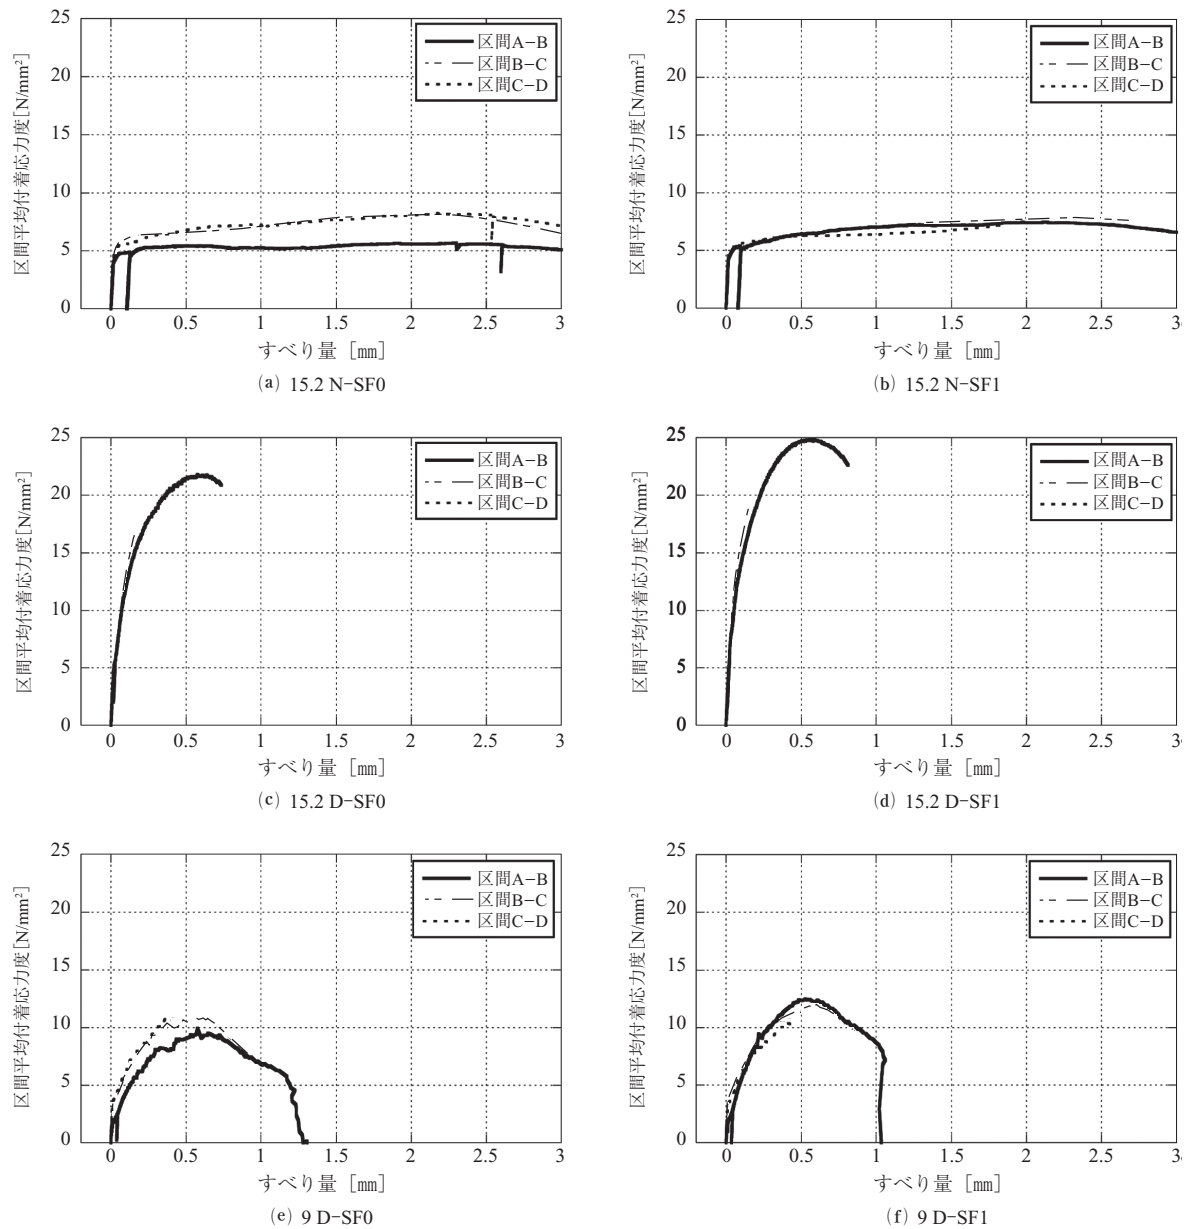 区間平均付着応力度[N/mm²]
25
20
15
10
5
0
区間A−B
区間B−C
区間C−D
0 0.5 1 1.5 2 2.5 3
すべり量 [㎜]
(a) 15.2 N−SF0
区間平均付着応力度[N/mm²]
25
20
15
10
5
0
区間A−B
区間B−C
区間C−D
0 0.5 1 1.5 2 2.5 3
すべり量 [㎜]
(b) 15.2 N−SF1
区間平均付着応力度[N/mm²]
25
20
15
10
5
0
区間A−B
区間B−C
区間C−D
0 0.5 1 1.5 2 2.5 3
すべり量 [㎜]
(c) 15.2 D−SF0
区間平均付着応力度[N/mm²]
25
20
15
10
5
0
区間A−B
区間B−C
区間C−D
0 0.5 1 1.5 2 2.5 3
すべり量 [㎜]
(d) 15.2 D−SF1
区間平均付着応力度[N/mm²]
25
20
15
10
5
0
区間A−B
区間B−C
区間C−D
0 0.5 1 1.5 2 2.5 3
すべり量 [㎜]
(e) 9 D−SF0
区間平均付着応力度[N/mm²]
25
20
15
10
5
0
区間A−B
区間B−C
区間C−D
0 0.5 1 1.5 2 2.5 3
すべり量 [㎜]
(f) 9 D−SF1